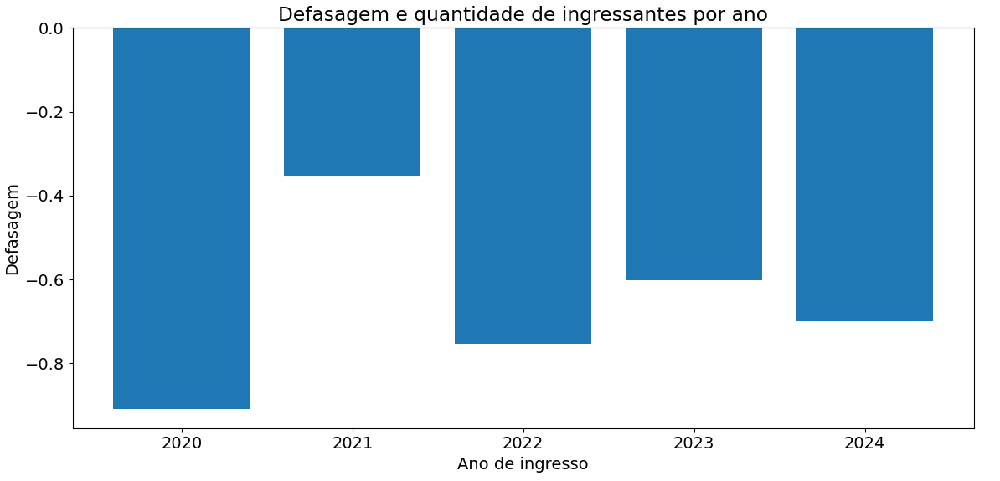 Defasagem e quantidade de ingressantes por ano
0.0
−0.2
−0.4
−0.6
−0.8
Defasagem
2020 2021 2022 2023 2024
Ano de ingresso